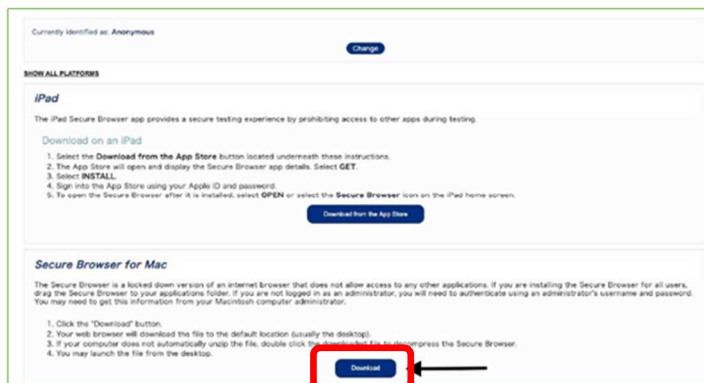 Currently identified as: Anonymous
Change
SHOW ALL PLATFORMS
iPad
The iPad Secure Browser app provides a secure testing experience by prohibiting access to other apps during testing.
Download on an iPad
1. Select the Download from the App Store button located underneath these instructions.
2. The App Store will open and display the Secure Browser app details. Select GET.
3. Select INSTALL.
4. Sign into the App Store using your Apple ID and password.
5. To open the Secure Browser after it is installed, select OPEN or select the Secure Browser icon on the iPad home screen.
Download from the App Store
Secure Browser for Mac
The Secure Browser is a locked down version of an internet browser that does not allow access to any other applications. If you are installing the Secure Browser for all users,
drag the Secure Browser to your applications folder. If you are not logged in as an administrator, you will need to authenticate using an administrator's username and password.
You may need to get this information from your Macintosh computer administrator.
1. Click the "Download" button.
2. Your web browser will download the file to the default location (usually the desktop).
3. If your computer does not automatically unzip the file, double click the downloaded file to decompress the Secure Browser.
4. You may launch the file from the desktop.
Download